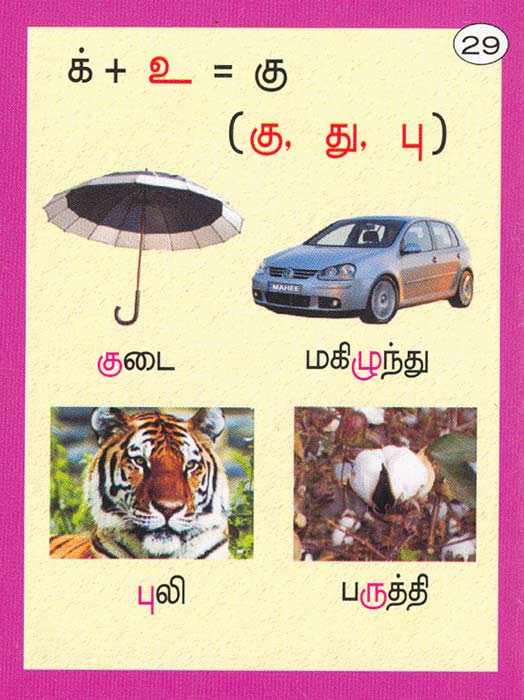 29
க் + உ = கு
(கு, து, பு)
MAHEE
குடை
மகிழுந்து
புலி
பருத்தி